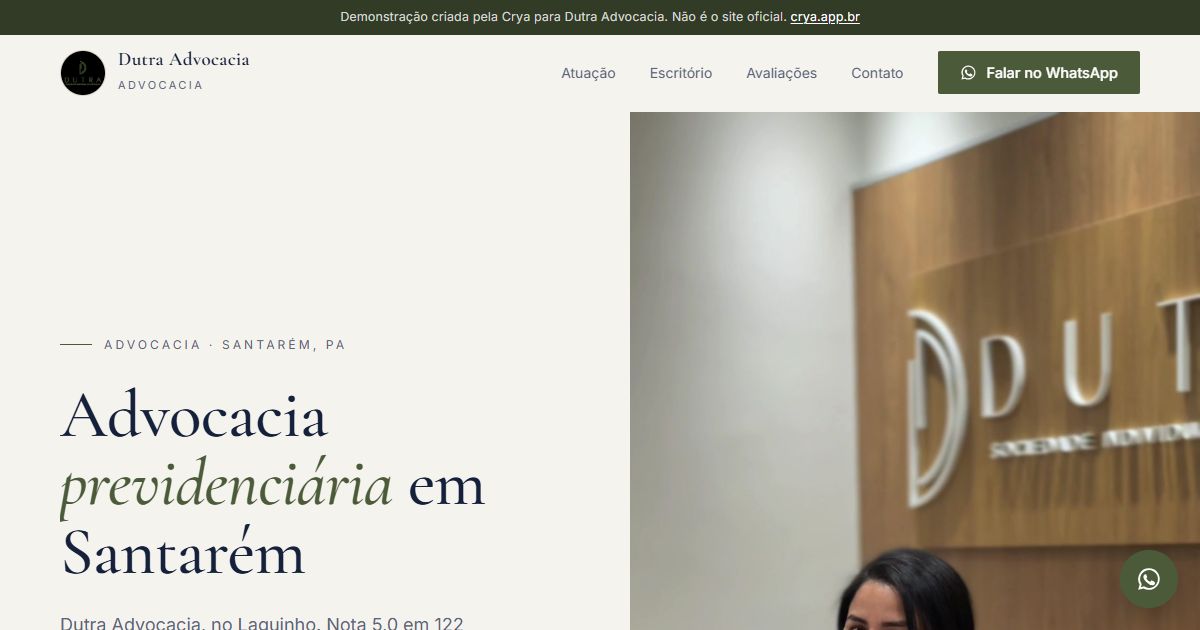 Demonstração criada pela Crya para Dutra Advocacia. Não é o site oficial. crya.app.br
DUTRA
Dutra Advocacia
ADVOCACIA
Atuação
Escritório
Avaliações
Contato
Falar no WhatsApp
ADVOCACIA · SANTARÉM, PA
Advocacia
previdenciária em
Santarém
Dutra Advocacia, no Laguinho. Nota 5,0 em 122
DUT